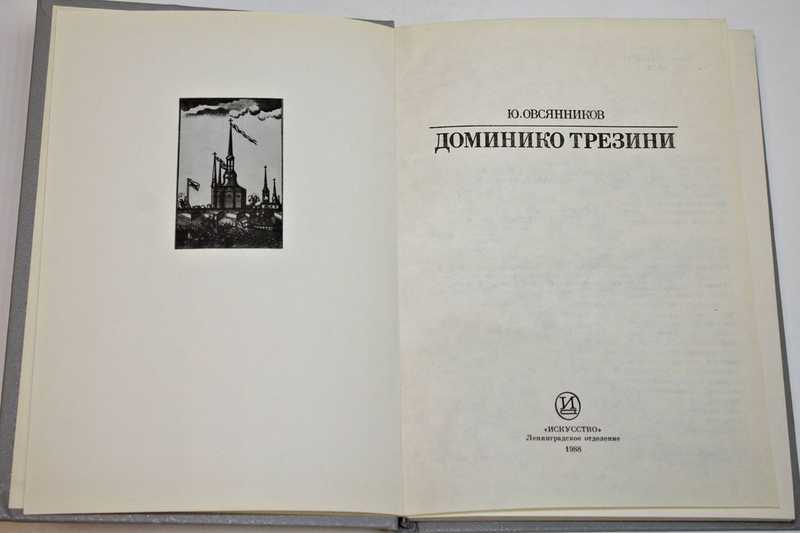 Ю. ОВСЯННИКОВ
ДОМИНИКО ТРЕЗИНИ
И
«ИСКУССТВО»
Ленинградское отделение
1988